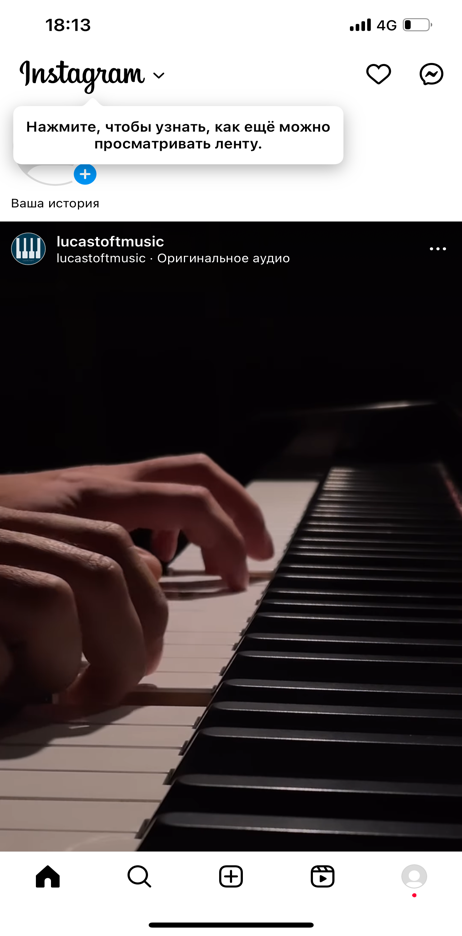 18:13
4G
Instagram
Нажмите, чтобы узнать, как ещё можно
просматривать ленту.
Ваша история
lucastoftmusic
lucastoftmusic · Оригинальное аудио